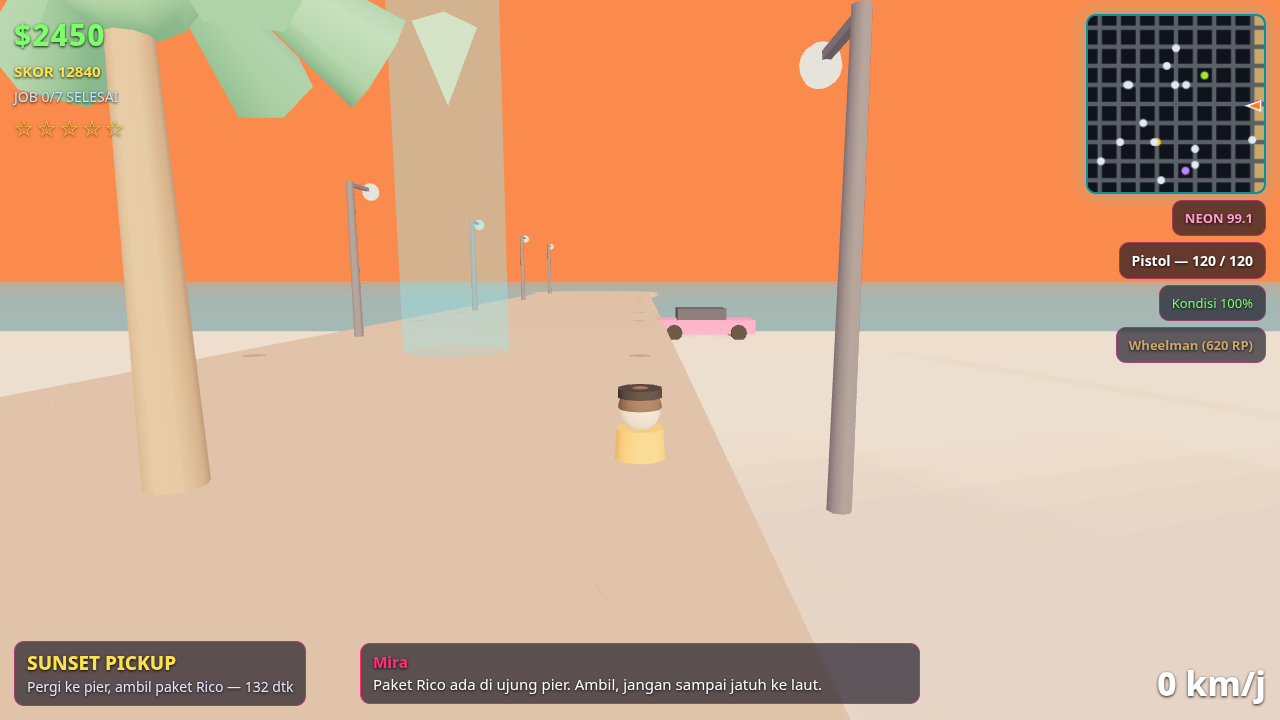 $2450
SKOR 12840
JOB 0/7 SELESAI
☆ ☆ ☆ ☆ ☆
NEON 99.1
Pistol — 120 / 120
Kondisi 100%
Wheelman (620 RP)
SUNSET PICKUP
Pergi ke pier, ambil paket Rico — 132 dtk
Mira
Paket Rico ada di ujung pier. Ambil, jangan sampai jatuh ke laut.
0 km/j